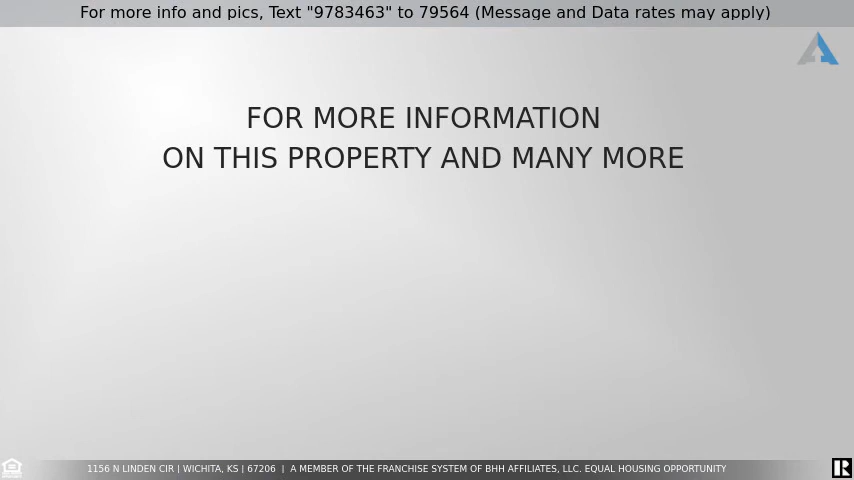 For more info and pics, Text "9783463" to 79564 (Message and Data rates may apply)
FOR MORE INFORMATION
ON THIS PROPERTY AND MANY MORE
1156 N LINDEN CIR | WICHITA, KS | 67206 | A MEMBER OF THE FRANCHISE SYSTEM OF BHH AFFILIATES, LLC. EQUAL HOUSING OPPORTUNITY